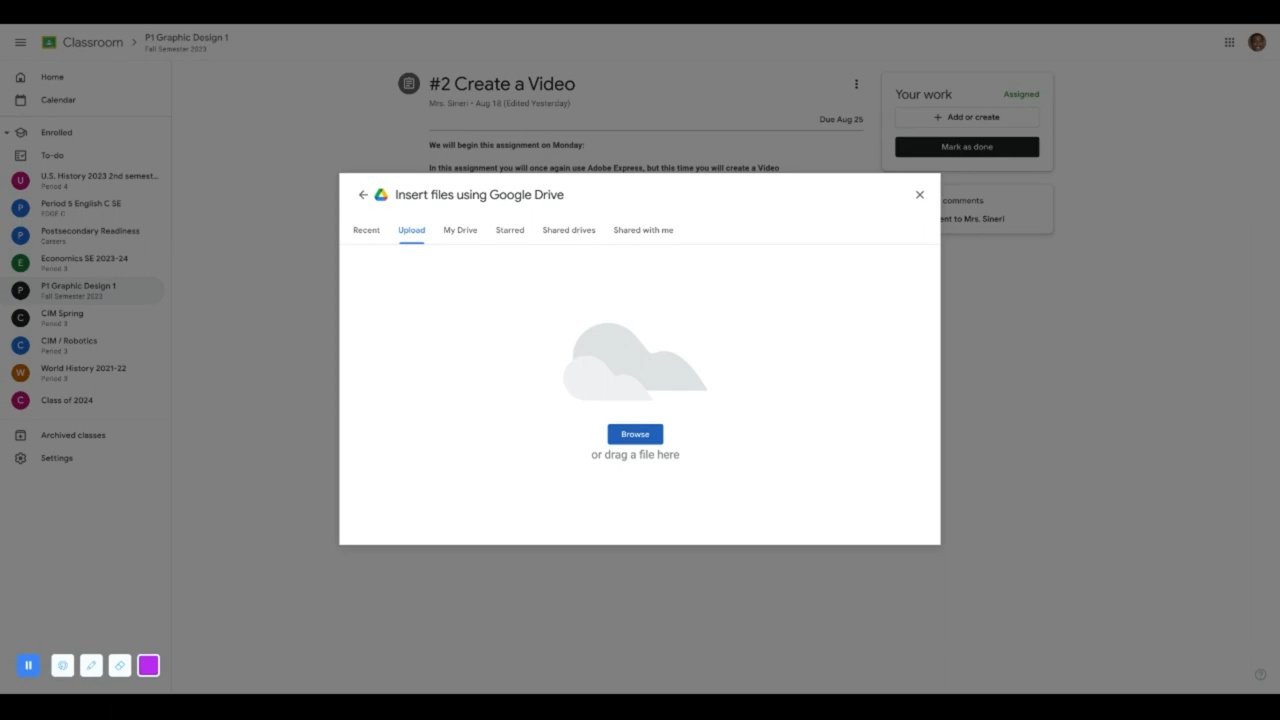 Classroom
P1 Graphic Design 1
Fall Semester 2023
Home
Calendar
Enrolled
To-do
U U.S. History 2023 2nd semest...
Period 4
P Period 5 English C SE
P Postsecondary Readiness
Careers
E Economics SE 2023-24
Period 3
P P1 Graphic Design 1
Fall Semester 2023
C CIM Spring
Period 3
C CIM / Robotics
Period 3
W World History 2021-22
C Class of 2024
Archived classes
Settings
#2 Create a Video
Mrs. Sineri • Aug 18 (Edited Yesterday)
Due Aug 25
We will begin this assignment on Monday:
In this assignment you will once again use Adobe Express, but this time you will create a Video
Your work Assigned
+ Add or create
Mark as done
comments
nt to Mrs. Sineri
Insert files using Google Drive
Recent Upload My Drive Starred Shared drives Shared with me
Browse
or drag a file here